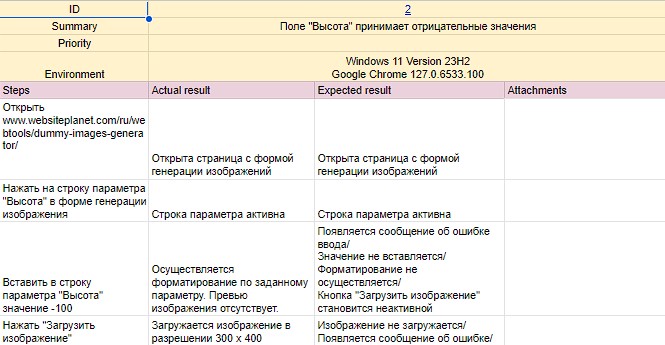 ID
2
Summary
Поле "Высота" принимает отрицательные значения
Priority
Environment
Windows 11 Version 23H2
Google Chrome 127.0.6533.100
Steps
Actual result
Expected result
Attachments
Открыть
www.websiteplanet.com/ru/we
btools/dummy-images-genera
tor/
Открыта страница с формой
генерации изображений
Открыта страница с формой
генерации изображений
Нажать на строку параметра
"Высота" в форме генерации
изображения
Строка параметра активна
Строка параметра активна
Вставить в строку
параметра "Высота"
значение -100
Осуществляется
форматирование по заданному
параметру. Превью
изображения отсутствует.
Появляется сообщение об ошибке
ввода/
Значение не вставляется/
Форматирование не
осуществляется/
Кнопка "Загрузить изображение"
становится неактивной
Нажать "Загрузить
изображение"
Загружается изображение в
разрешении 300 x 400
Изображение не загружается/
Появляется сообщение об ошибке/